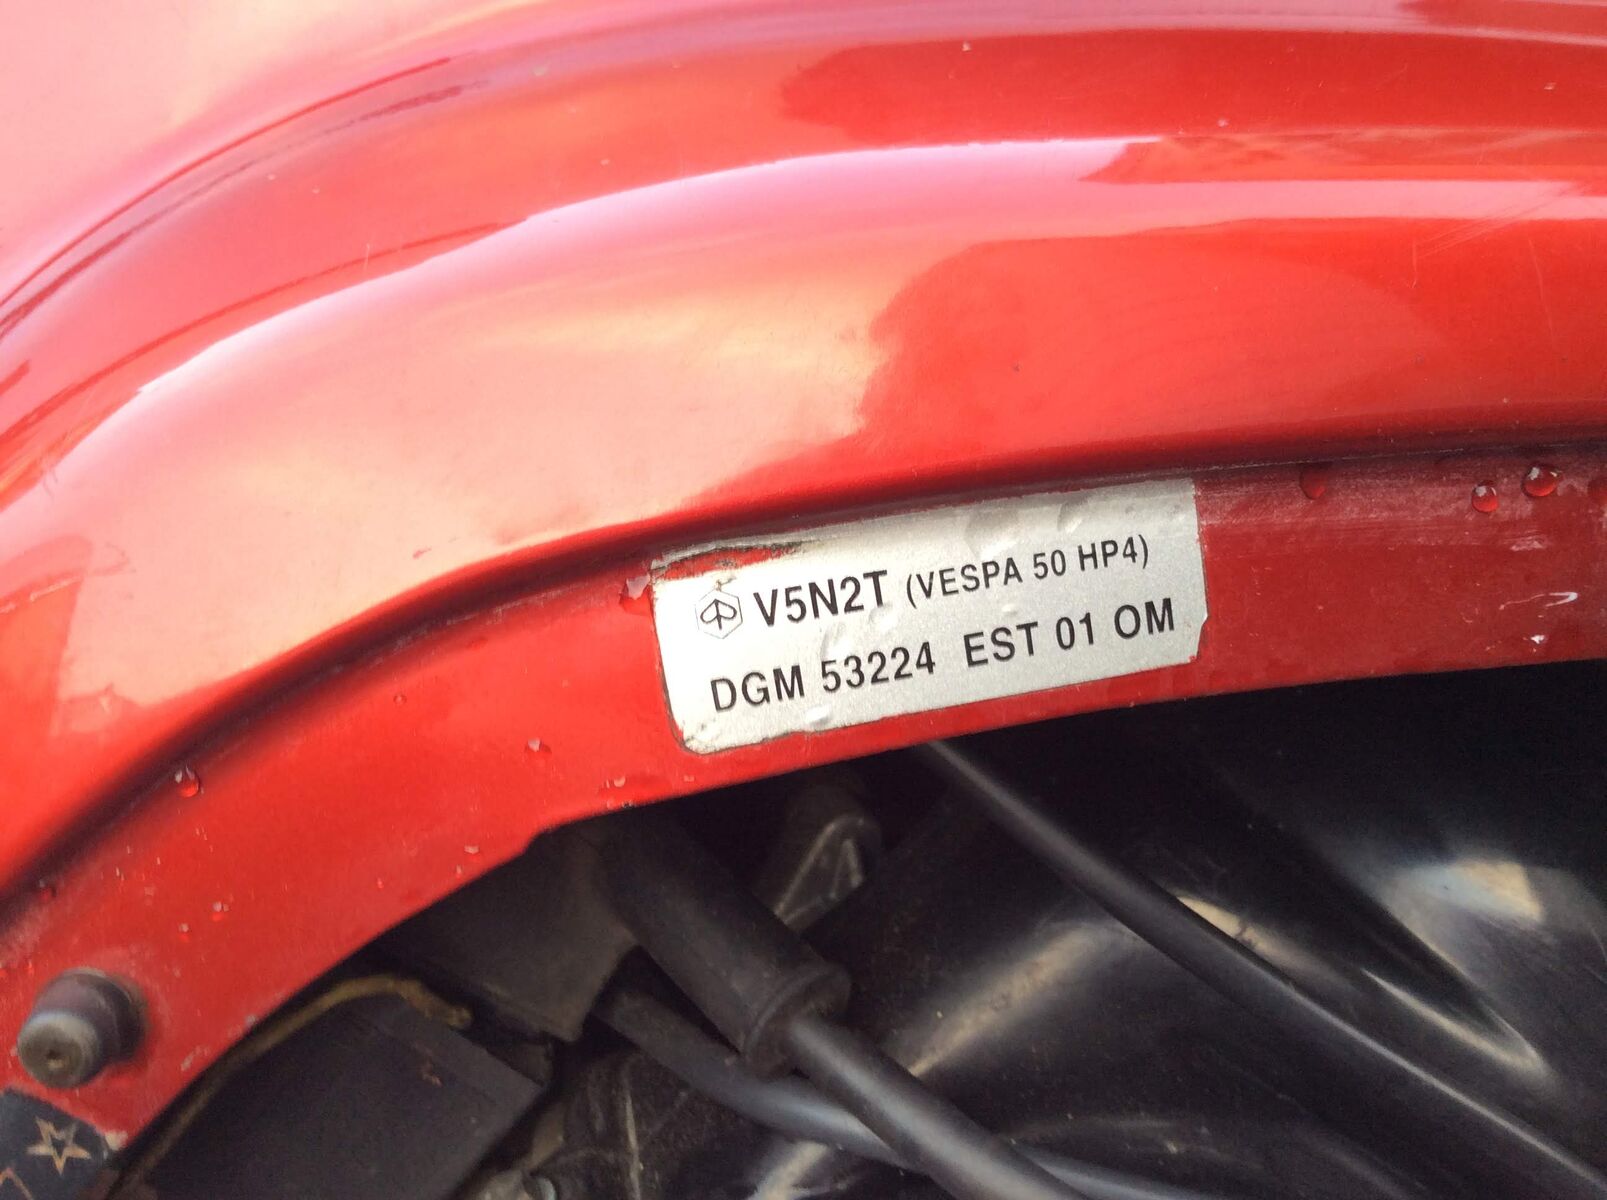 V5N2T (VESPA 50 HP4)
DGM 53224 EST 01 OM